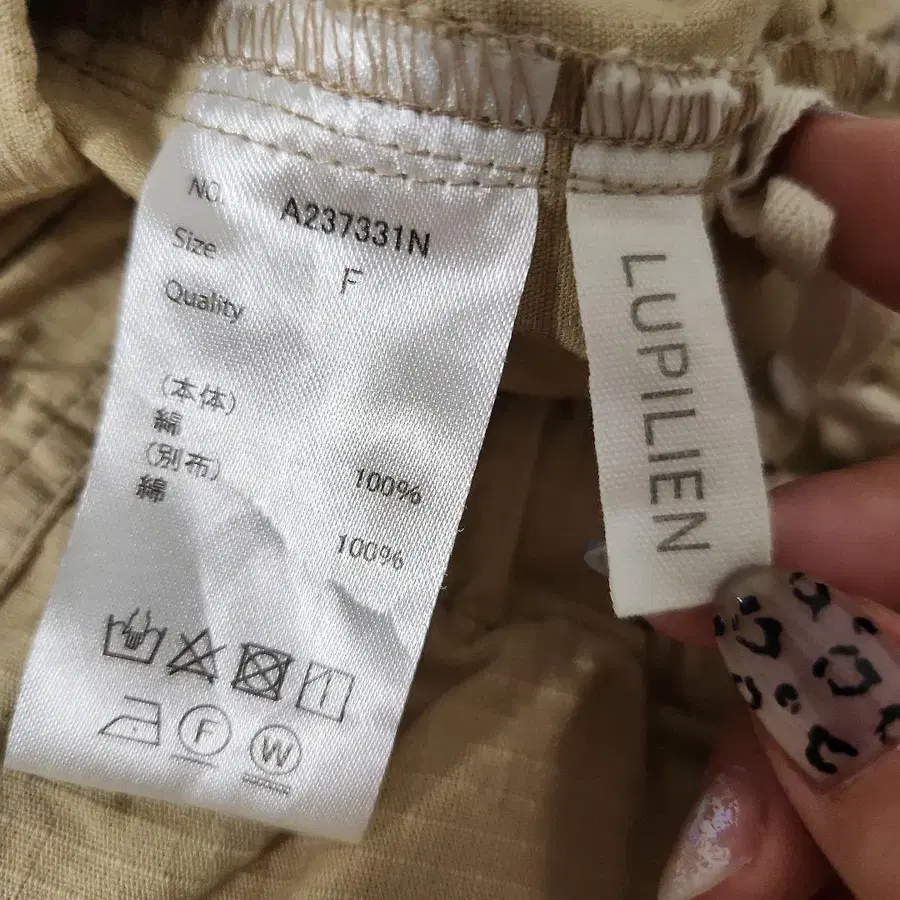 NO. A237331N
Size F
Quality
(本体)
綿 100%
(別布)
綿 100%
F W
LUPILIEN